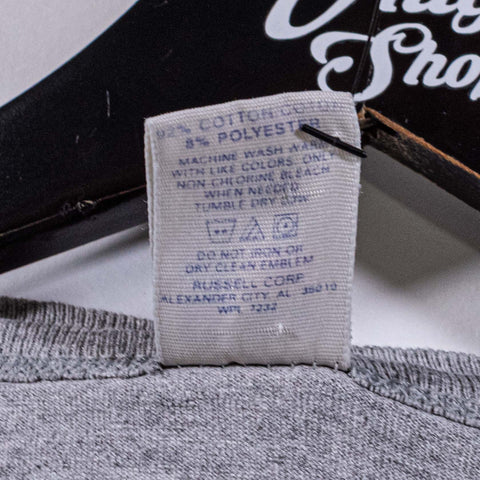 Shop
92% COTTON COTON
8% POLYESTER
MACHINE WASH WARM
WITH LIKE COLORS. ONLY
NON-CHLORINE BLEACH
WHEN NEEDED
TUMBLE DRY LOW
DO NOT IRON OR
DRY CLEAN EMBLEM
RUSSELL CORP.
ALEXANDER CITY, AL 35010
WPL 7232